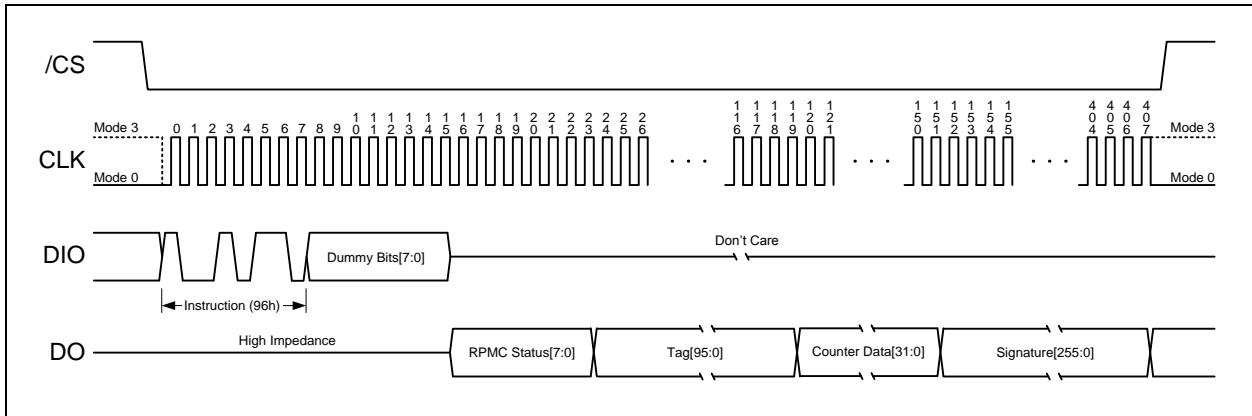 /CS
0 1 2 3 4 5 6 7 8 9 10 11 12 13 14 15 16 17 18 19 20 21 22 23 24 25 26 116 117 118 119 120 121 150 151 152 153 154 155 404 405 406 407
Mode 3 Mode 3
CLK
Mode 0 Mode 0
DIO Dummy Bits[7:0] Don't Care
Instruction (96h)
High Impedance
DO RPMC Status[7:0] Tag[95:0] Counter Data[31:0] Signature[255:0]